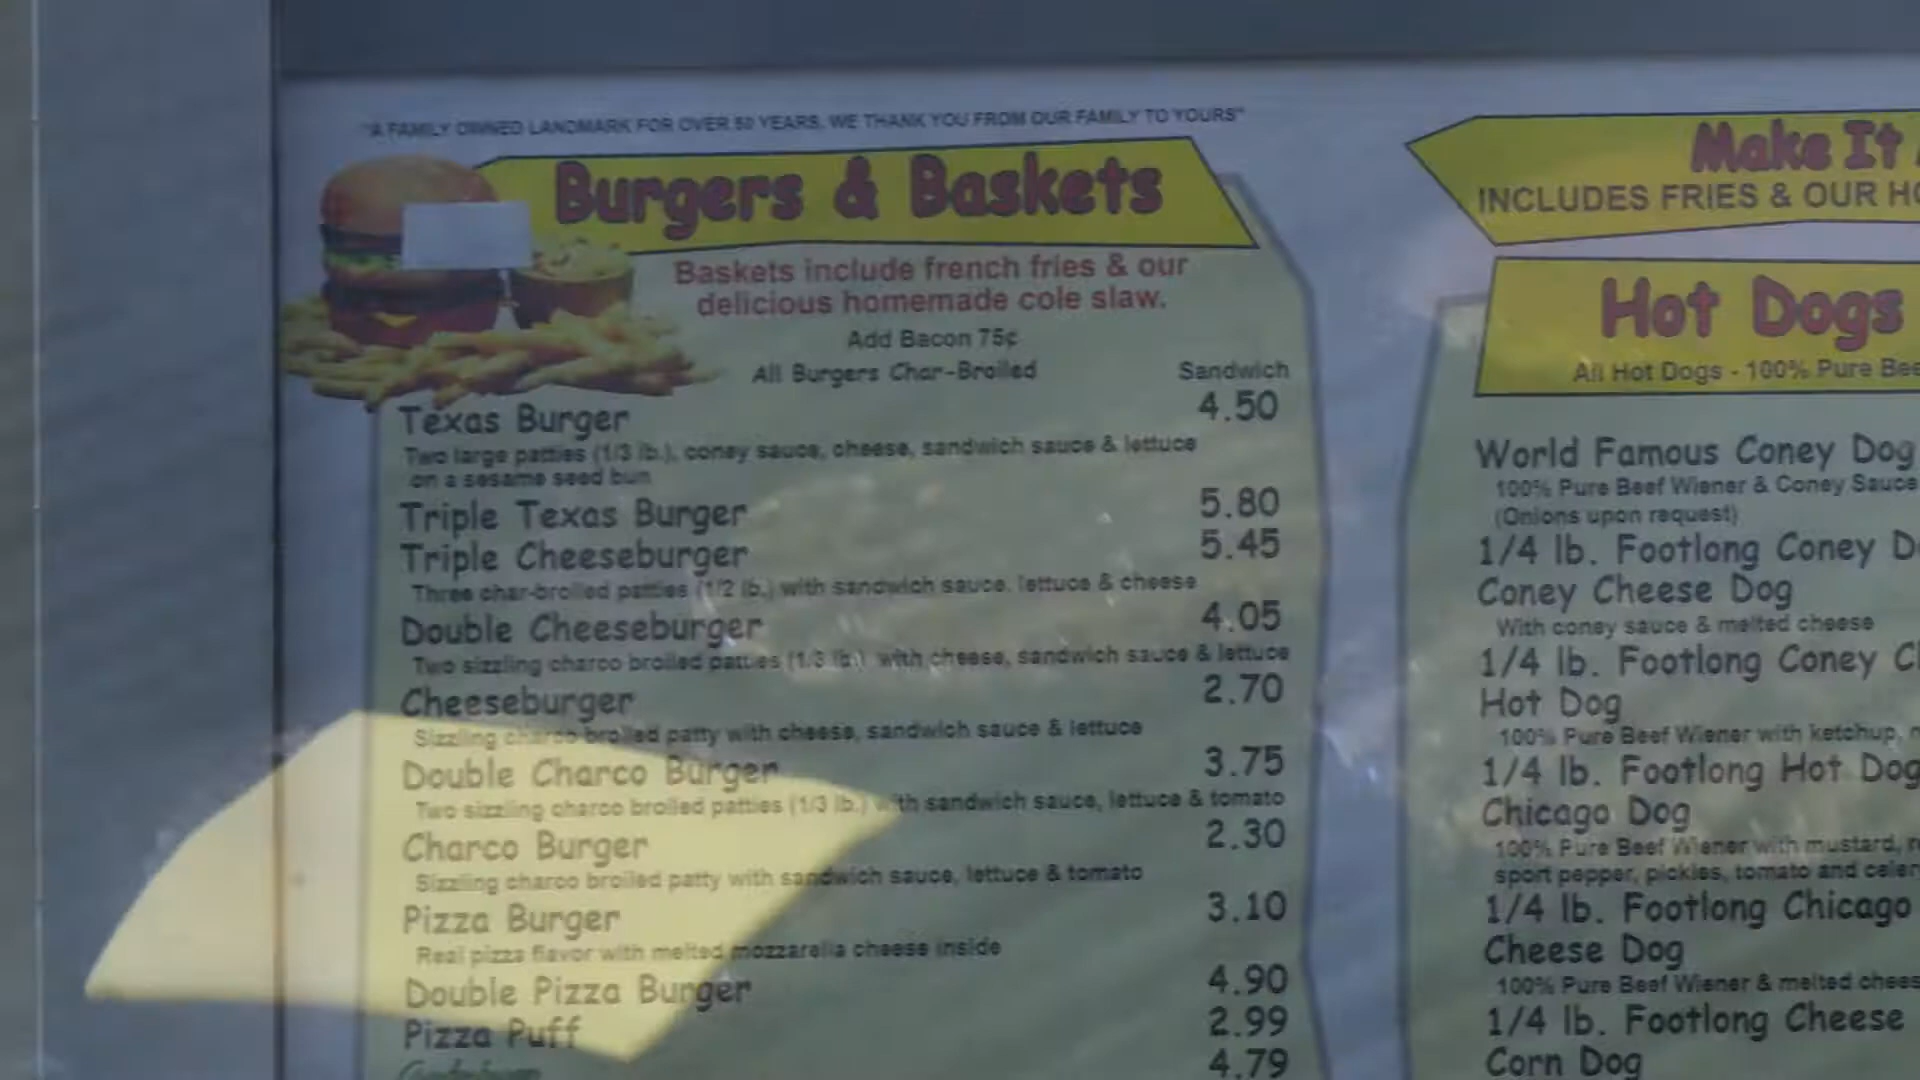 "A FAMILY OWNED LANDMARK FOR OVER 50 YEARS, WE THANK YOU FROM OUR FAMILY TO YOURS"
Burgers & Baskets
Baskets include french fries & our
delicious homemade cole slaw.
Add Bacon 75¢
All Burgers Char-Broiled Sandwich
Texas Burger 4.50
Two large patties (1/3 lb.), coney sauce, cheese, sandwich sauce & lettuce
on a sesame seed bun
Triple Texas Burger 5.80
Triple Cheeseburger 5.45
Three char-broiled patties (1/2 lb.) with sandwich sauce, lettuce & cheese
Double Cheeseburger 4.05
Two sizzling charco broiled patties (1/3 lb.) with cheese, sandwich sauce & lettuce
Cheeseburger 2.70
Sizzling charco broiled patty with cheese, sandwich sauce & lettuce
Double Charco Burger 3.75
Two sizzling charco broiled patties (1/3 lb.) with sandwich sauce, lettuce & tomato
Charco Burger 2.30
Sizzling charco broiled patty with sandwich sauce, lettuce & tomato
Pizza Burger 3.10
Real pizza flavor with melted mozzarella cheese inside
Double Pizza Burger 4.90
Pizza Puff 2.99
4.79
Make It
INCLUDES FRIES & OUR
Hot Dogs
All Hot Dogs - 100% Pure
World Famous Coney Dog
100% Pure Beef Wiener & Coney Sauce
(Onions upon request)
1/4 lb. Footlong Coney
Coney Cheese Dog
With coney sauce & melted cheese
1/4 lb. Footlong Coney
Hot Dog
100% Pure Beef Wiener with ketchup,
1/4 lb. Footlong Hot Dog
Chicago Dog
100% Pure Beef Wiener with mustard,
sport pepper, pickles, tomato and
1/4 lb. Footlong Chicago
Cheese Dog
100% Pure Beef Wiener & melted
1/4 lb. Footlong Cheese
Corn Dog